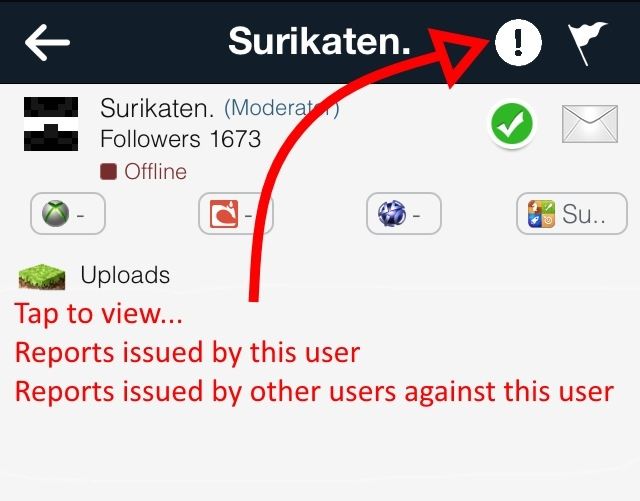 Surikaten.
Surikaten. (Moderator)
Followers 1673
Offline
- - - Su..
Uploads
Tap to view...
Reports issued by this user
Reports issued by other users against this user